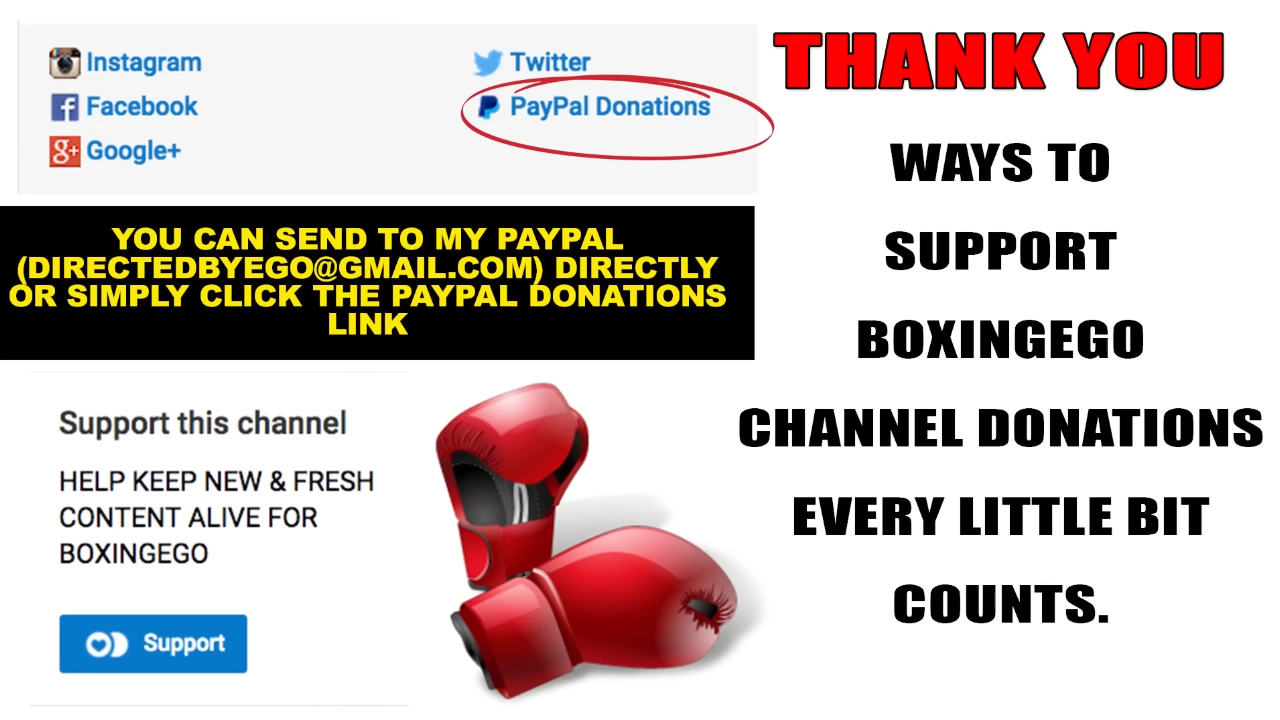 Instagram
Twitter
Facebook
PayPal Donations
Google+
YOU CAN SEND TO MY PAYPAL
(DIRECTEDBYEGO@GMAIL.COM) DIRECTLY
OR SIMPLY CLICK THE PAYPAL DONATIONS
LINK
Support this channel
HELP KEEP NEW & FRESH
CONTENT ALIVE FOR
BOXINGEGO
Support
THANK YOU
WAYS TO
SUPPORT
BOXINGEGO
CHANNEL DONATIONS
EVERY LITTLE BIT
COUNTS.